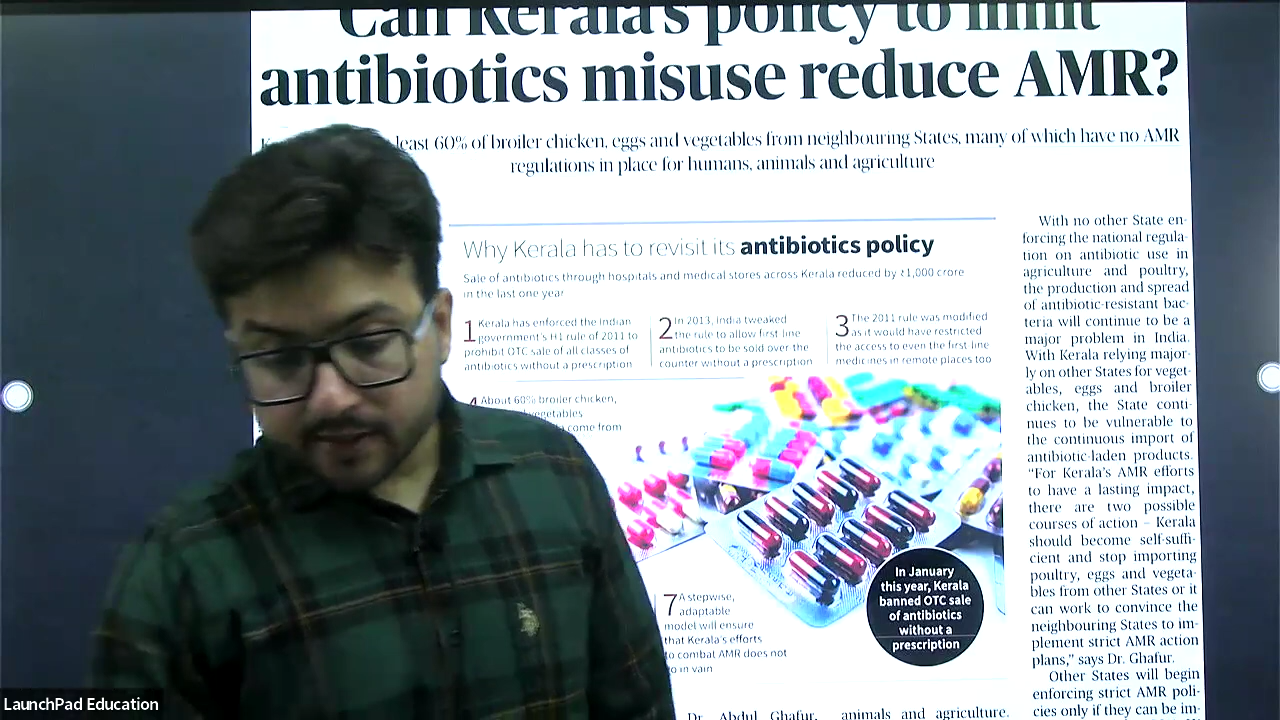 Can Kerala's policy to limit
antibiotics misuse reduce AMR?
least 60% of broiler chicken, eggs and vegetables from neighbouring States, many of which have no AMR
regulations in place for humans, animals and agriculture
Why Kerala has to revisit its antibiotics policy
Sale of antibiotics through hospitals and medical stores across Kerala reduced by ₹1,000 crore
in the last one year
1 Kerala has enforced the Indian
government's H1 rule of 2011 to
prohibit OTC sale of all classes of
antibiotics without a prescription
2 In 2013, India tweaked
the rule to allow first line
antibiotics to be sold over the
counter without a prescription
3 The 2011 rule was modified
as it would have restricted
the access to even the first-line
medicines in remote places too
4 About 60% broiler chicken,
vegetables
come from
7 A stepwise,
adaptable
model will ensure
that Kerala's efforts
to combat AMR does not
go in vain
In January
this year, Kerala
banned OTC sale
of antibiotics
without a
prescription
Dr. Abdul Ghafur,
animals and agriculture.
With no other State en-
forcing the national regula-
tion on antibiotic use in
agriculture and poultry,
the production and spread
of antibiotic-resistant bac-
teria will continue to be a
major problem in India.
With Kerala relying major-
ly on other States for veget-
ables, eggs and broiler
chicken, the State conti-
nues to be vulnerable to
the continuous import of
antibiotic-laden products.
“For Kerala's AMR efforts
to have a lasting impact,
there are two possible
courses of action – Kerala
should become self-suffi-
cient and stop importing
poultry, eggs and vegeta-
bles from other States or it
can work to convince the
neighbouring States to im-
plement strict AMR action
plans,” says Dr. Ghafur.
Other States will begin
enforcing strict AMR poli-
cies only if they can be im-
LaunchPad Education